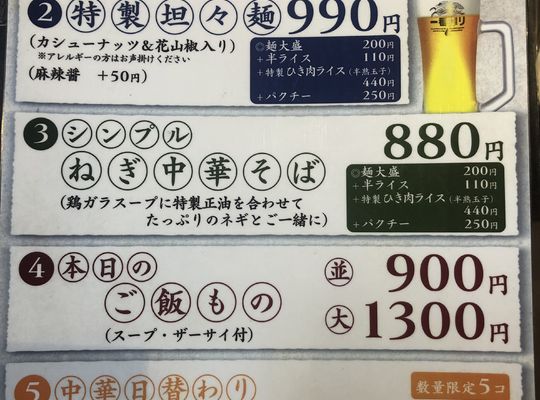 ② 特製坦々麺 990円
(カシューナッツ&花山椒入り)
※アレルギーの方はお声掛けください
(麻辣醤 +50円)
◎麺大盛 200円
+半ライス 110円
+特製ひき肉ライス(半熟玉子)
440円
+パクチー 250円
一番搾り
③ シンプル
ねぎ中華そば
880円
(鶏ガラスープに特製正油を合わせて
たっぷりのネギとご一緒に)
◎麺大盛 200円
+半ライス 110円
+特製ひき肉ライス(半熟玉子)
440円
+パクチー 250円
④ 本日の
ご飯もの
(スープ・ザーサイ付)
並 900円
大 1300円
⑤ 中華日替わり
数量限定5コ